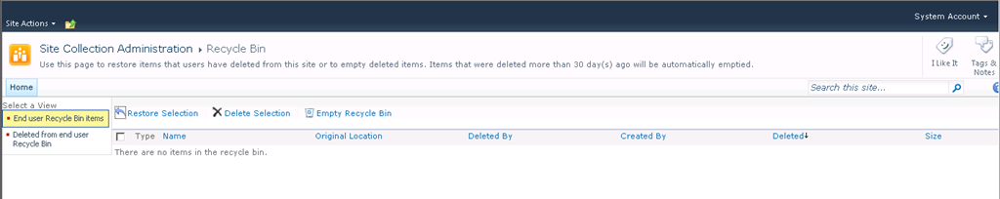 Site Actions
System Account
Site Collection Administration ▸ Recycle Bin
Use this page to restore items that users have deleted from this site or to empty deleted items. Items that were deleted more than 30 day(s) ago will be automatically emptied.
I Like It
Tags & Notes
Home
Search this site...
Select a View
End user Recycle Bin items
Deleted from end user Recycle Bin
Restore Selection
Delete Selection
Empty Recycle Bin
Type Name Original Location Deleted By Created By Deleted Size
There are no items in the recycle bin.